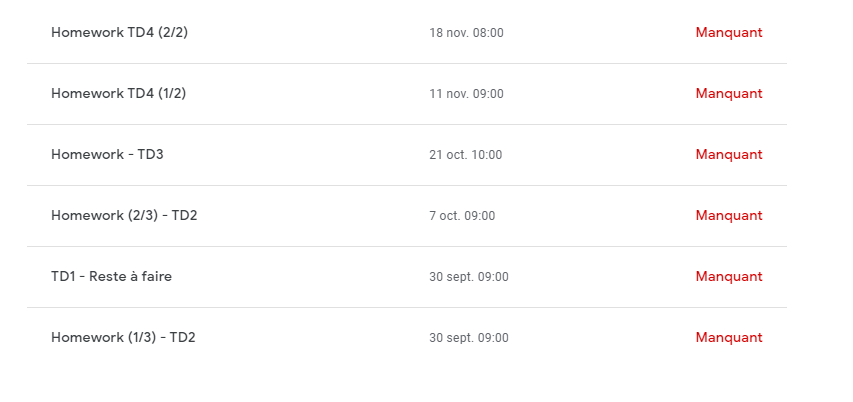 Homework TD4 (2/2) 18 nov. 08:00 Manquant
Homework TD4 (1/2) 11 nov. 09:00 Manquant
Homework - TD3 21 oct. 10:00 Manquant
Homework (2/3) - TD2 7 oct. 09:00 Manquant
TD1 - Reste à faire 30 sept. 09:00 Manquant
Homework (1/3) - TD2 30 sept. 09:00 Manquant